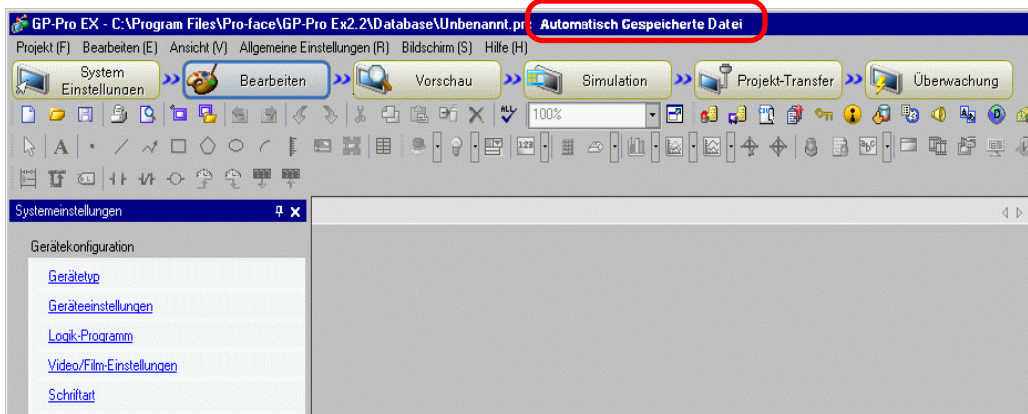 GP-Pro EX - C:\Program Files\Pro-face\GP-Pro Ex2.2\Database\Unbenannt.pr Automatisch Gespeicherte Datei
Projekt (F) Bearbeiten (E) Ansicht (V) Allgemeine Einstellungen (R) Bildschirm (S) Hilfe (H)
System Einstellungen Bearbeiten Vorschau Simulation Projekt-Transfer Überwachung
100%
Systemeinstellungen
Gerätekonfiguration
Gerätetyp
Geräteeinstellungen
Logik-Programm
Video/Film-Einstellungen
Schriftart